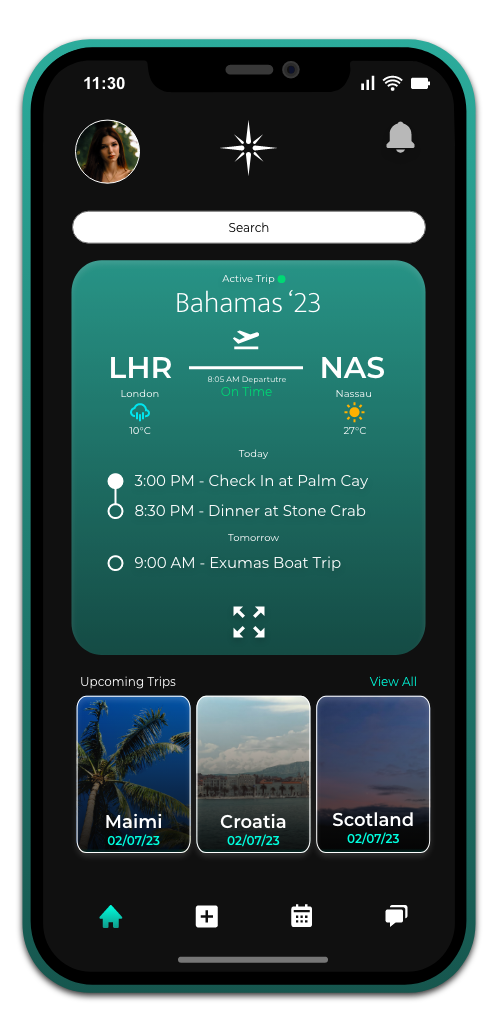 11:30
Search
Active Trip
Bahamas ‘23
LHR
NAS
8:05 AM Departutre
On Time
London
Nassau
10°C
27°C
Today
3:00 PM - Check In at Palm Cay
8:30 PM - Dinner at Stone Crab
Tomorrow
9:00 AM - Exumas Boat Trip
Upcoming Trips
View All
Maimi
02/07/23
Croatia
02/07/23
Scotland
02/07/23